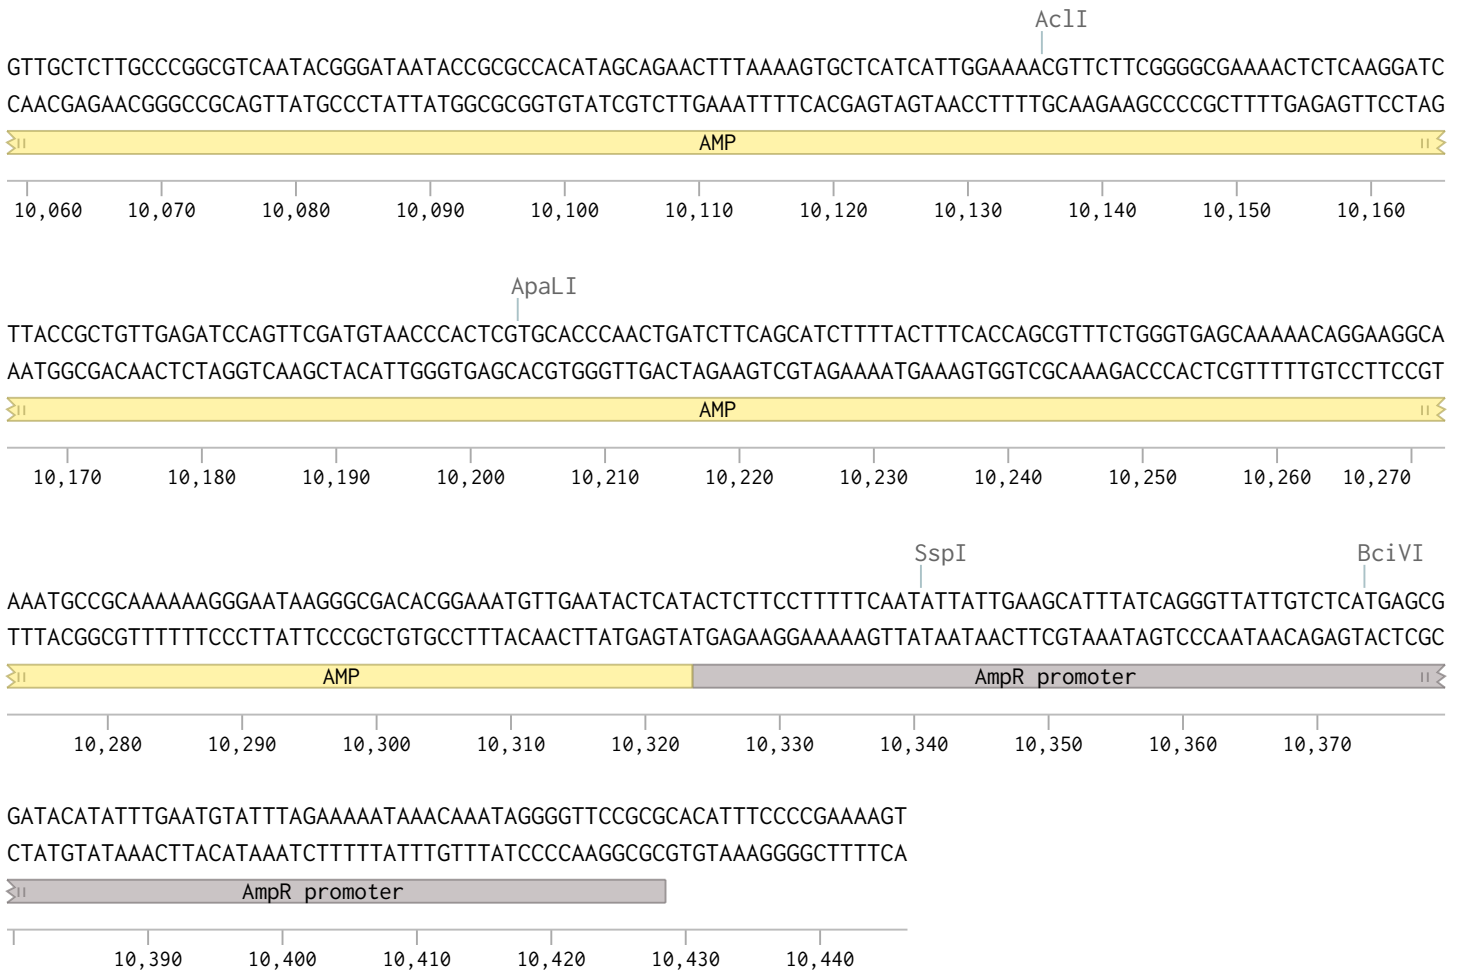 AclI
GTTGCTCTTGCCCGGCGTCAATACGGGATAATACCGCGCCACATAGCAGAACTTTAAAAGTGCTCATCATTGGAAAACGTTCTTCGGGGCGAAAACTCTCAAGGATC
CAACGAGAACGGGCCGCAGTTATGCCCTATTATGGCGCGGTGTATCGTCTTGAAATTTTCACGAGTAGTAACCTTTTGCAAGAAGCCCCGCTTTTGAGAGTTCCTAG
AMP
10,060 10,070 10,080 10,090 10,100 10,110 10,120 10,130 10,140 10,150 10,160
ApaLI
TTACCGCTGTTGAGATCCAGTTCGATGTAACCCACTCGTGCACCCAACTGATCTTCAGCATCTTTTACTTTCACCAGCGTTTCTGGGTGAGCAAAAACAGGAAGGCA
AATGGCGACAACTCTAGGTCAAGCTACATTGGGTGAGCACGTGGGTTGACTAGAAGTCGTAGAAAATGAAAGTGGTCGCAAAGACCCACTCGTTTTTGTCCTTCCGT
AMP
10,170 10,180 10,190 10,200 10,210 10,220 10,230 10,240 10,250 10,260 10,270
SspI BciVI
AAATGCCGCAAAAAAGGGAATAAGGGCGACACGGAAATGTTGAATACTCATACTCTTCCTTTTTCAATATTATTGAAGCATTTATCAGGGTTATTGTCTCATGAGCG
TTTACGGCGTTTTTTCCCTTATTCCCGCTGTGCCTTTACAACTTATGAGTATGAGAAGGAAAAAGTTATAATAACTTCGTAAATAGTCCCAATAACAGAGTACTCGC
AMP AmpR promoter
10,280 10,290 10,300 10,310 10,320 10,330 10,340 10,350 10,360 10,370
GATACATATTTGAATGTATTTAGAAAAATAAACAAATAGGGGTTCCGCGCACATTTCCCCGAAAAGT
CTATGTATAAACTTACATAAATCTTTTTATTTGTTTATCCCCAAGGCGCGTGTAAAGGGGCTTTTCA
AmpR promoter
10,390 10,400 10,410 10,420 10,430 10,440